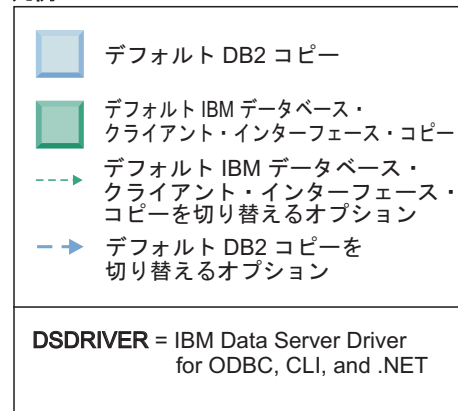 デフォルト DB2 コピー
デフォルト IBM データベース・
クライアント・インターフェース・コピー
デフォルト IBM データベース・
クライアント・インターフェース・
コピーを切り替えるオプション
デフォルト DB2 コピーを
切り替えるオプション
DSDRIVER = IBM Data Server Driver
for ODBC, CLI, and .NET